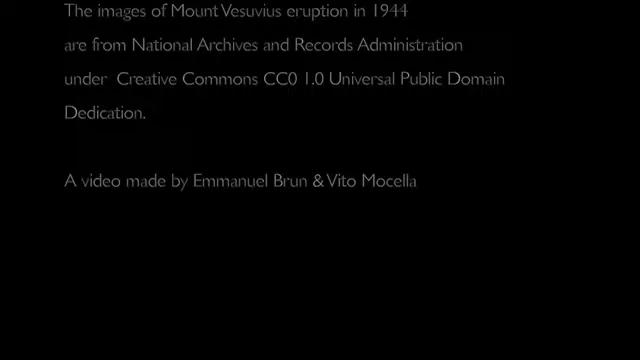 The images of Mount Vesuvius eruption in 1944
are from National Archives and Records Administration
under Creative Commons CC0 1.0 Universal Public Domain
Dedication.
A video made by Emmanuel Brun & Vito Mocella